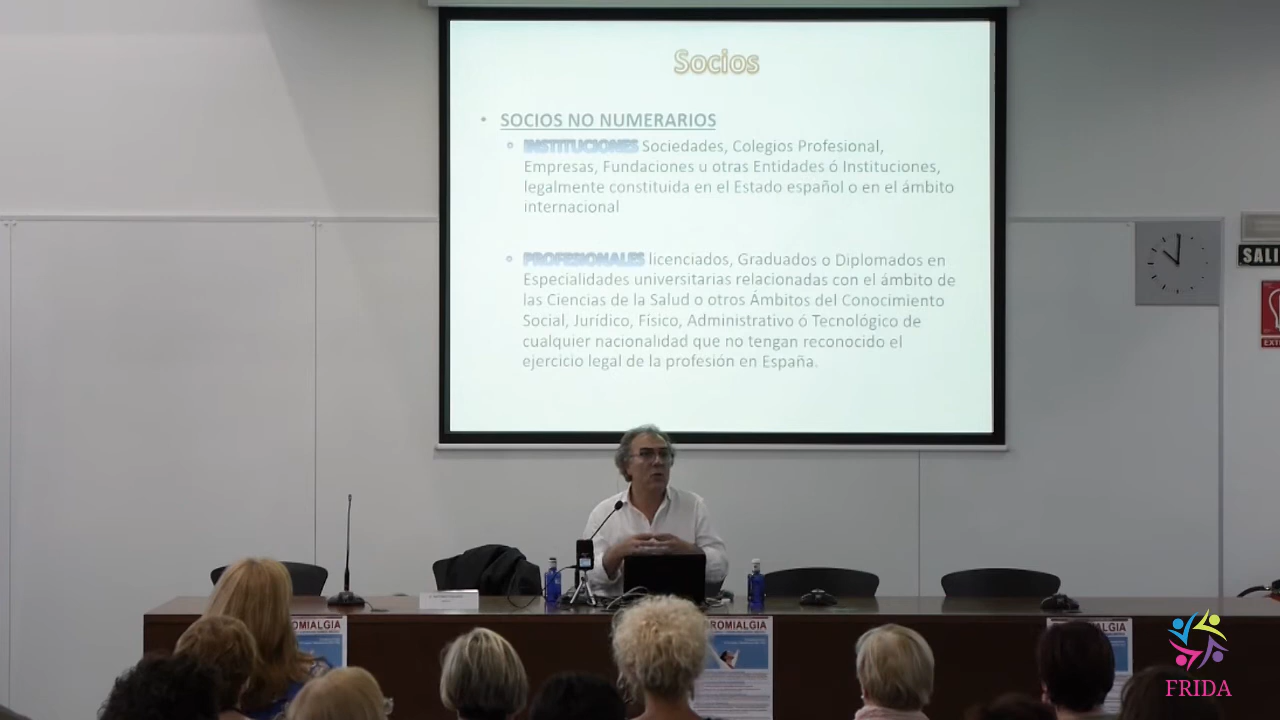 Socios
• SOCIOS NO NUMERARIOS
INSTITUCIONES Sociedades, Colegios Profesional,
Empresas, Fundaciones u otras Entidades ó Instituciones,
legalmente constituida en el Estado español o en el ámbito
internacional
PROFESIONALES licenciados, Graduados o Diplomados en
Especialidades universitarias relacionadas con el ámbito de
las Ciencias de la Salud o otros Ámbitos del Conocimiento
Social, Jurídico, Físico, Administrativo ó Tecnológico de
cualquier nacionalidad que no tengan reconocido el
ejercicio legal de la profesión en España.
SALI
EXT
ROMIALGIA
ROMIALGIA
ROMIALGIA
FRIDA